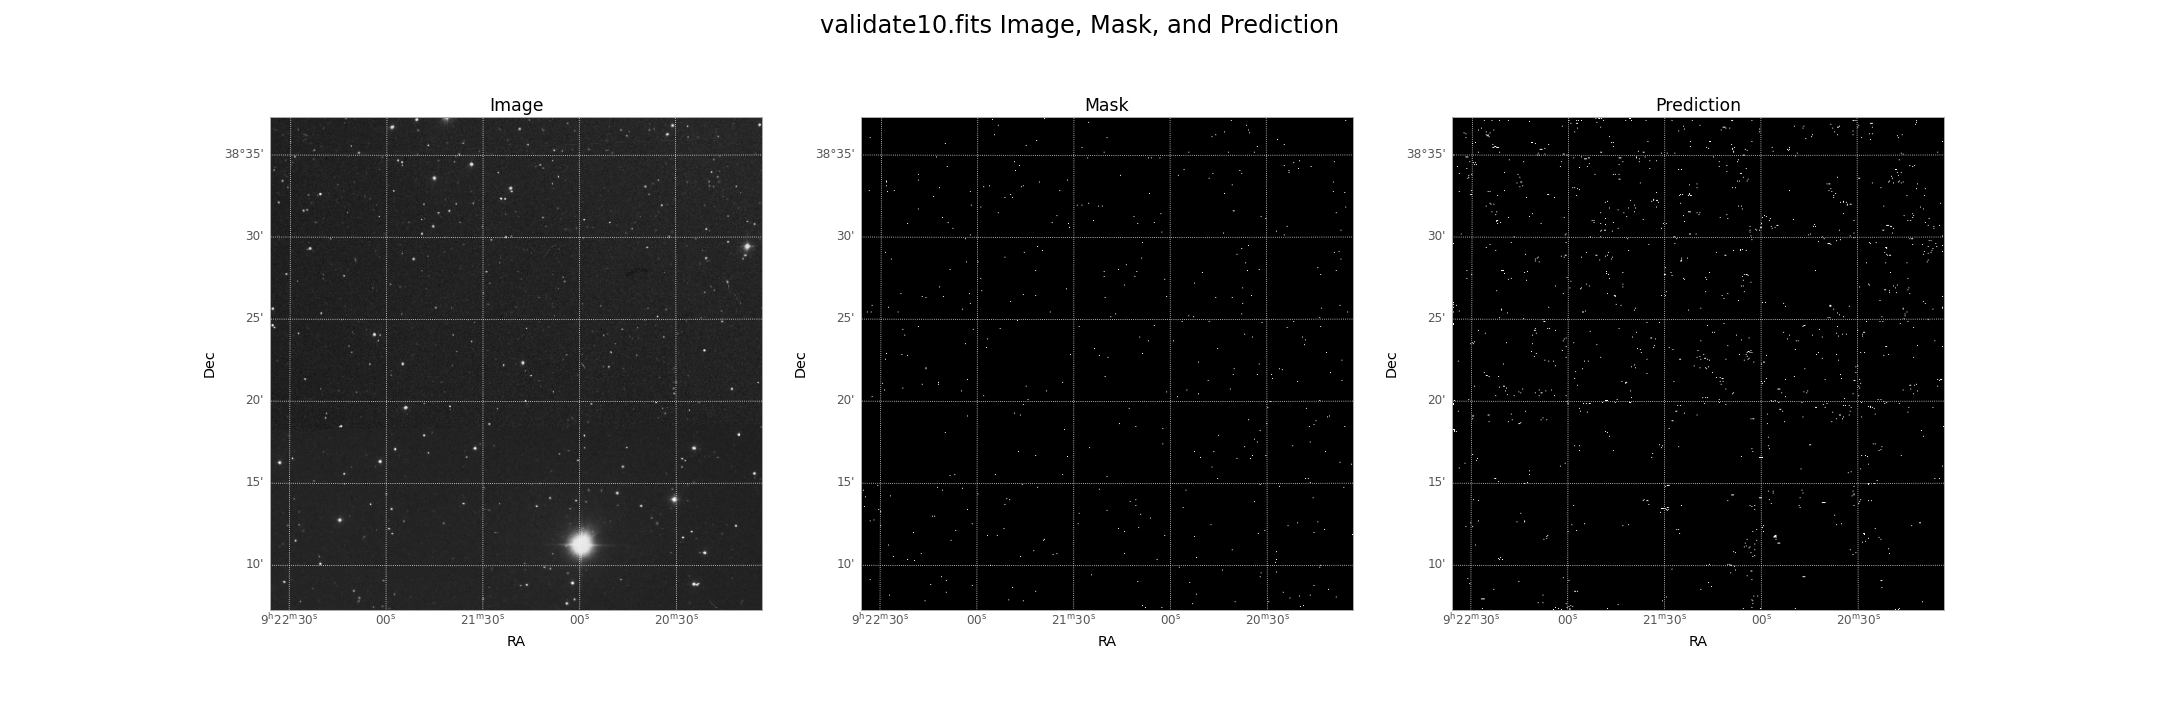 validate10.fits Image, Mask, and Prediction
Image
38°35'
30'
25'
20'
15'
10'
Dec
9ʰ22ᵐ30ˢ 00ˢ 21ᵐ30ˢ 00ˢ 20ᵐ30ˢ
RA
Mask
38°35'
30'
25'
20'
15'
10'
Dec
9ʰ22ᵐ30ˢ 00ˢ 21ᵐ30ˢ 00ˢ 20ᵐ30ˢ
RA
Prediction
38°35'
30'
25'
20'
15'
10'
Dec
9ʰ22ᵐ30ˢ 00ˢ 21ᵐ30ˢ 00ˢ 20ᵐ30ˢ
RA